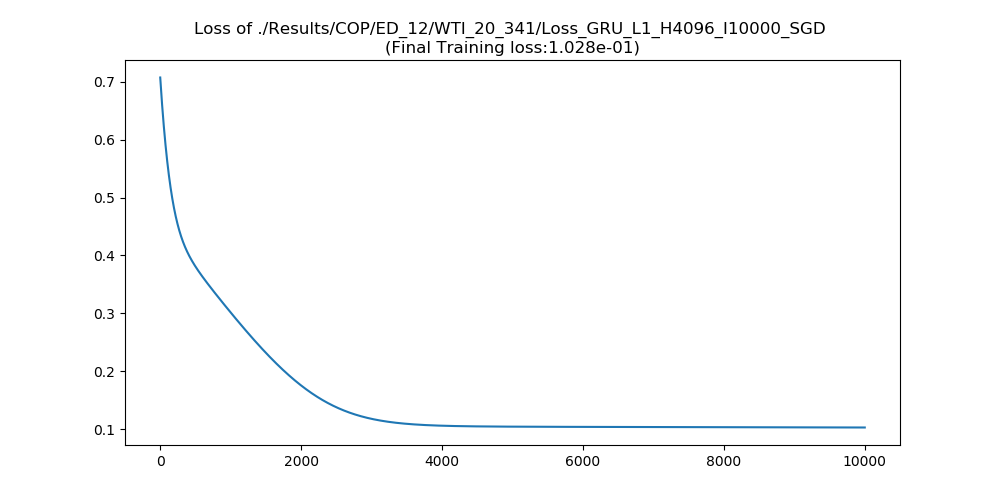 Loss of ./Results/COP/ED_12/WTI_20_341/Loss_GRU_L1_H4096_I10000_SGD
(Final Training loss:1.028e-01)
0.7
0.6
0.5
0.4
0.3
0.2
0.1
0 2000 4000 6000 8000 10000